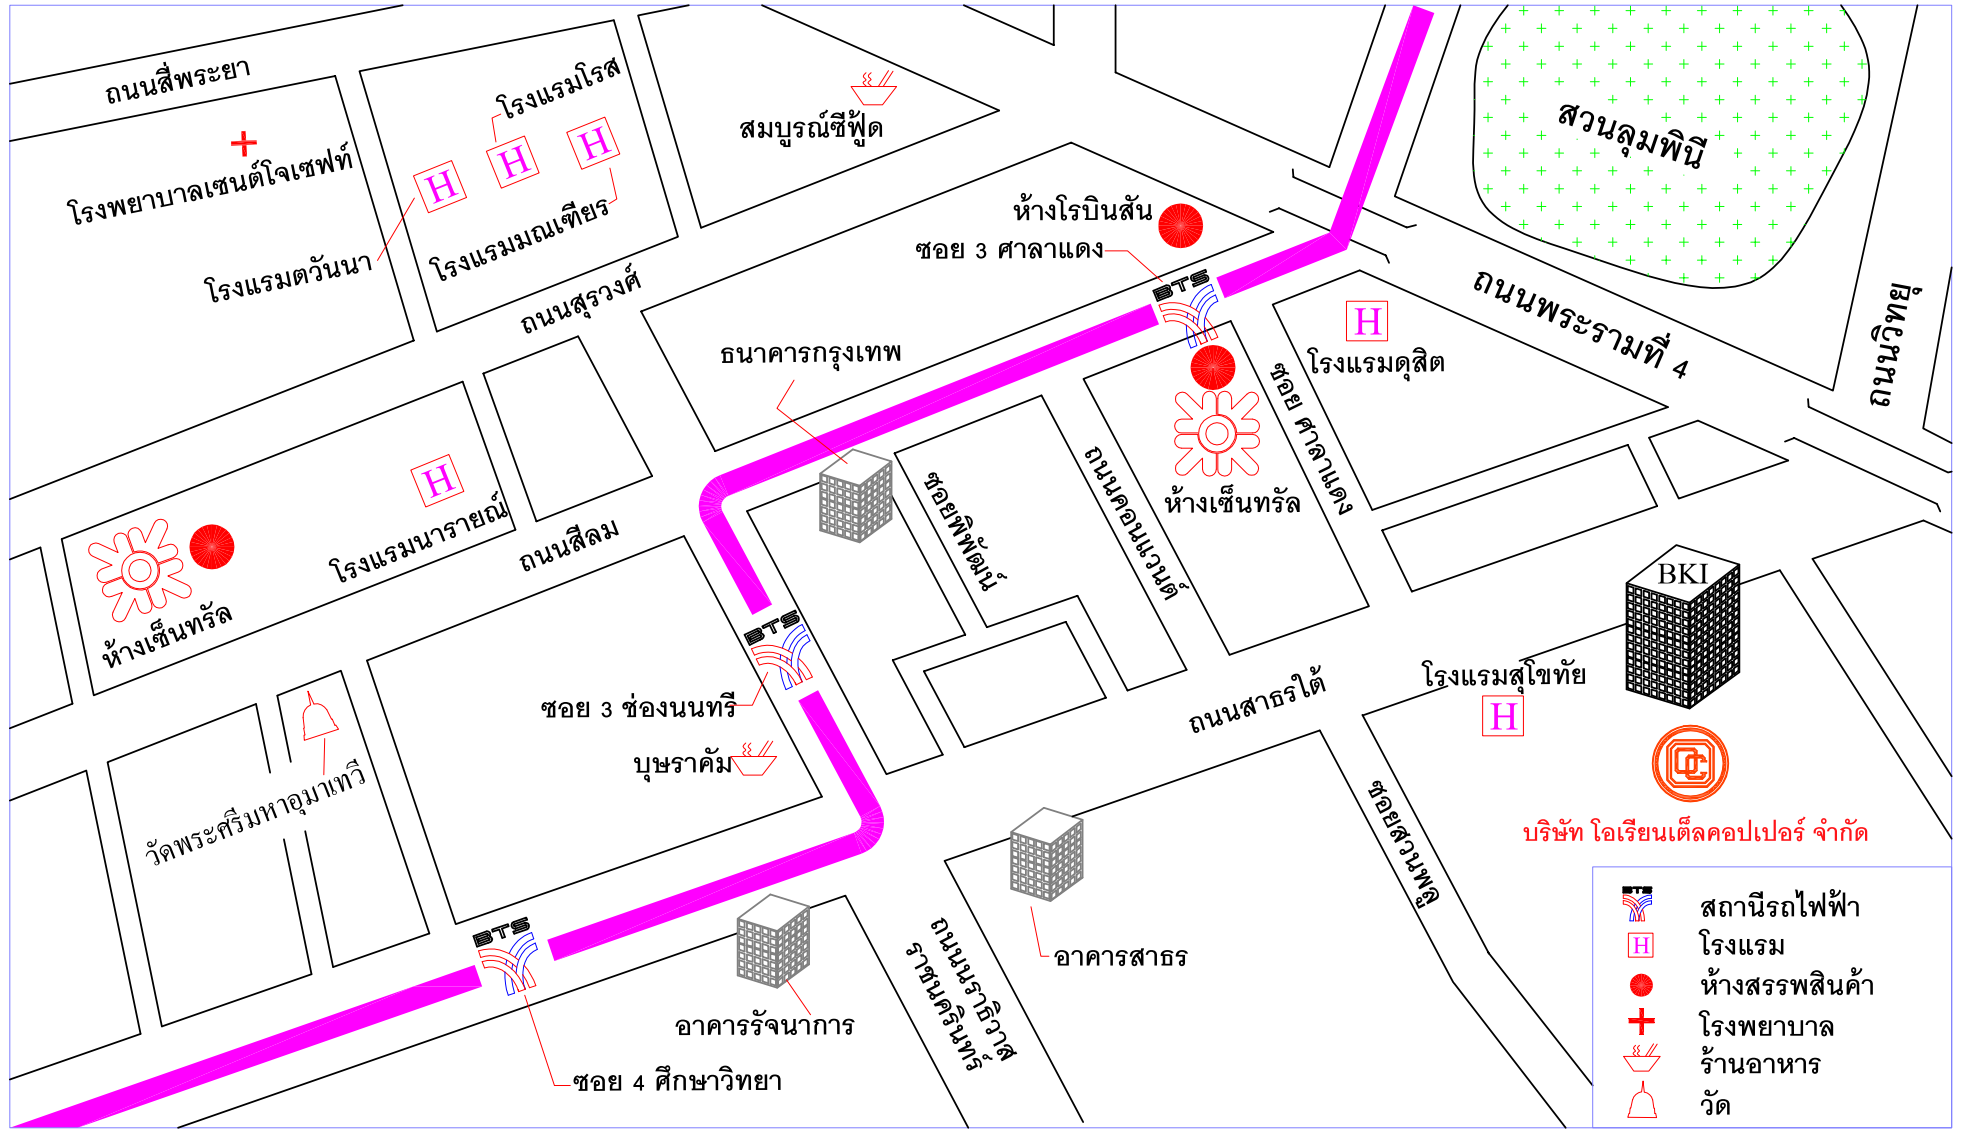 ถนนสี่พระยา
โรงแรมโรส
สมบูรณ์ซีฟู้ด
สวนลุมพินี
โรงพยาบาลเซนต์โจเซฟท์
โรงแรมมณเฑียร
โรงแรมตวันนา
ห้างโรบินสัน
ซอย 3 ศาลาแดง
BTS
ถนนสุรวงศ์
ถนนพระรามที่ 4
ถนนวิทยุ
H
H
H
H
โรงแรมดุสิต
ธนาคารกรุงเทพ
ซอย ศาลาแดง
ห้างเซ็นทรัล
ถนนคอนแวนต์
ซอยพิพัฒน์
H
โรงแรมนารายณ์
ถนนสีลม
ห้างเซ็นทรัล
BKI
BTS
ซอย 3 ช่องนนทรี
บุษราคัม
ถนนสาธรใต้
โรงแรมสุโขทัย
H
วัดพระศรีมหาอุมาเทวี
ซอยสวนพลู
OC
บริษัท โอเรียนเต็ลคอปเปอร์ จำกัด
BTS
อาคารสาธร
ถนนนราธิวาส
ราชนครินทร์
อาคารรัจนาการ
ซอย 4 ศึกษาวิทยา
BTS
สถานีรถไฟฟ้า
H
โรงแรม
ห้างสรรพสินค้า
โรงพยาบาล
ร้านอาหาร
วัด